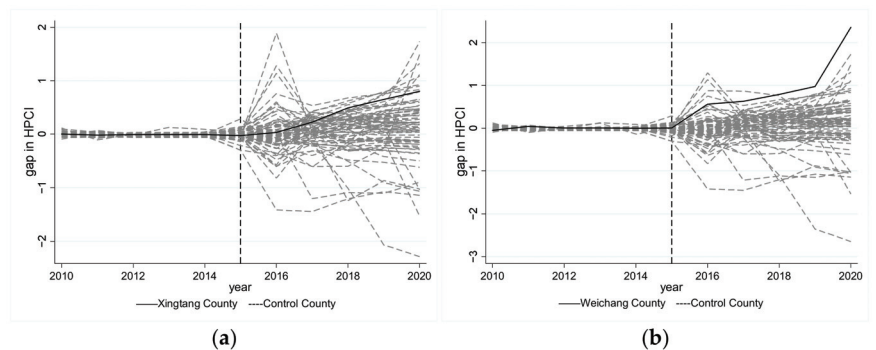 gap in HPCI
2
1
0
−1
−2
2010 2012 2014 2016 2018 2020
year
Xingtang County Control County
(a)
gap in HPCI
2
1
0
−1
−2
−3
2010 2012 2014 2016 2018 2020
year
Weichang County Control County
(b)